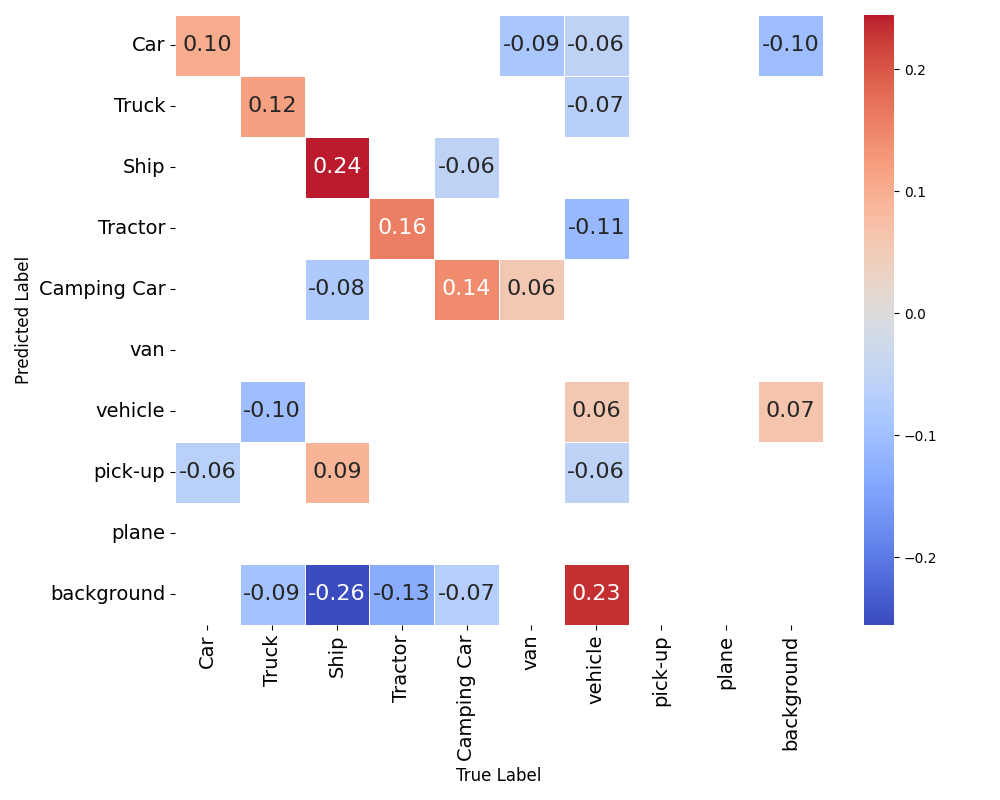 Car 0.10 -0.09 -0.06 -0.10
Truck 0.12 -0.07
Ship 0.24 -0.06
Tractor 0.16 -0.11
Camping Car -0.08 0.14 0.06
van
vehicle -0.10 0.06 0.07
pick-up -0.06 0.09 -0.06
plane
background -0.09 -0.26 -0.13 -0.07 0.23
Predicted Label
Car Truck Ship Tractor Camping Car van vehicle pick-up plane background
True Label
0.2
0.1
0.0
−0.1
−0.2